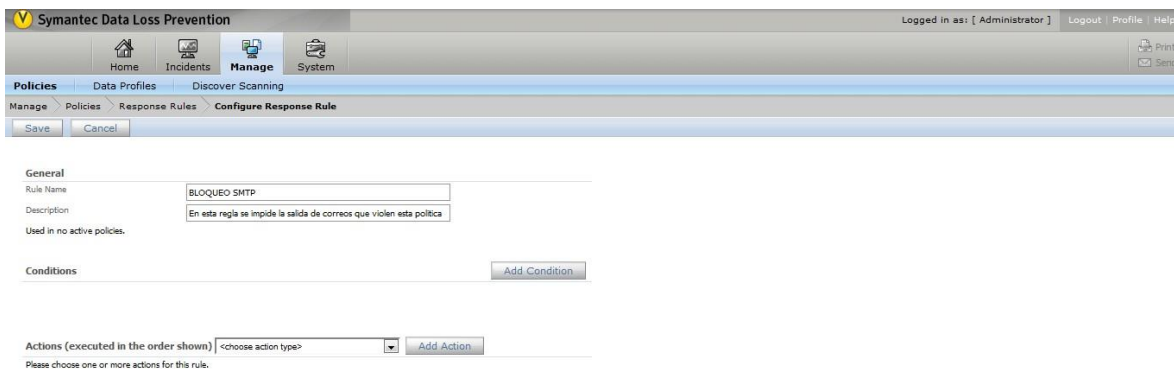 Symantec Data Loss Prevention
Logged in as: [ Administrator ] Logout | Profile | Help
Home Incidents Manage System
Print
Send
Policies Data Profiles Discover Scanning
Manage Policies Response Rules Configure Response Rule
Save Cancel
General
Rule Name BLOQUEO SMTP
Description En esta regla se impide la salida de correos que violen esta politica
Used in no active policies.
Conditions Add Condition
Actions (executed in the order shown) <choose action type> Add Action
Please choose one or more actions for this rule.